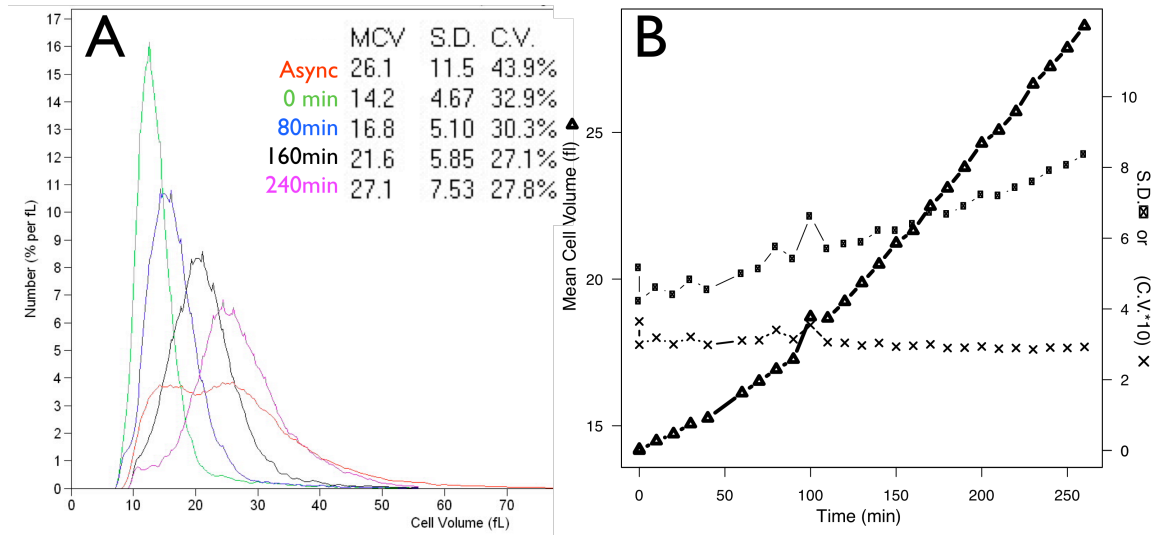 A
MCV S.D. C.V.
Async 26.1 11.5 43.9%
0 min 14.2 4.67 32.9%
80min 16.8 5.10 30.3%
160min 21.6 5.85 27.1%
240min 27.1 7.53 27.8%
17
16
15
14
13
12
11
10
9
8
7
6
5
4
3
2
1
0
Number (% per fL)
0 10 20 30 40 50 60 70
Cell Volume (fL)
B
Mean Cell Volume (fl)
25
20
15
10
8
6
4
2
0
S.D. or (C.V.*10)
0 50 100 150 200 250
Time (min)